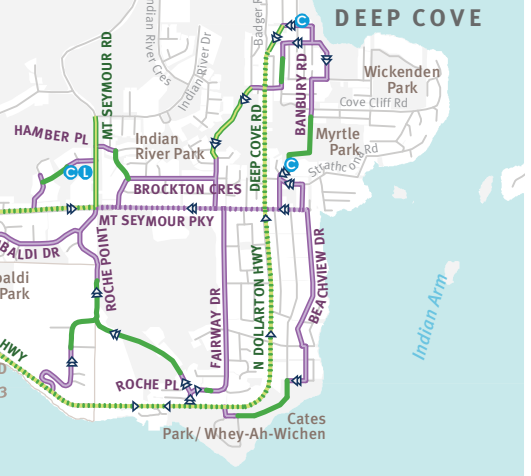 DEEP COVE
Badger
Indian River Cres
Indian River Dr
MT SEYMOUR RD
BANBURY RD
Wickenden
Park
Cove Cliff Rd
HAMBER PL
Indian
River Park
DEEP COVE RD
Myrtle
Park
Strathcona Rd
C
C
C L
BROCKTON CRES
MT SEYMOUR PKY
BALDI DR
baldi
Park
ROCHE POINT
FAIRWAY DR
N DOLLARTON HWY
BEACHVIEW DR
Indian Arm
HWY
D
3
ROCHE PL
Cates
Park/ Whey-Ah-Wichen